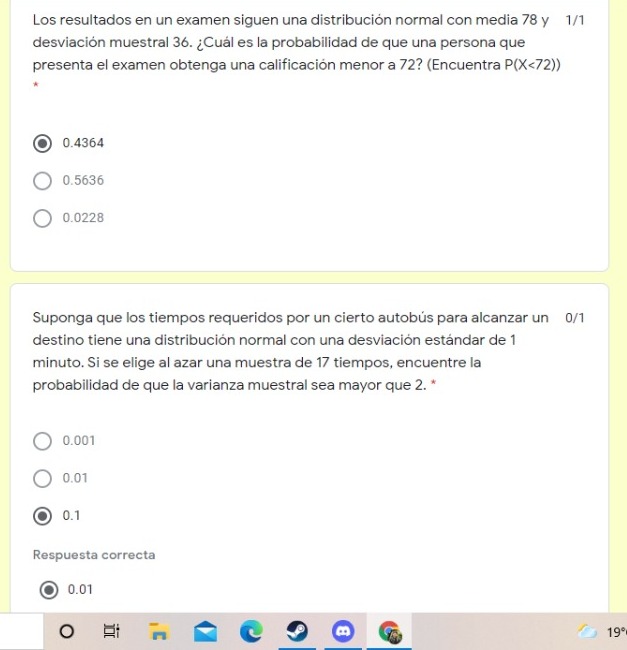 Los resultados en un examen siguen una distribución normal con media 78 y 1/1
desviación muestral 36. ¿Cuál es la probabilidad de que una persona que
presenta el examen obtenga una calificación menor a 72? (Encuentra P(X<72))
*
0.4364
0.5636
0.0228
Suponga que los tiempos requeridos por un cierto autobús para alcanzar un 0/1
destino tiene una distribución normal con una desviación estándar de 1
minuto. Si se elige al azar una muestra de 17 tiempos, encuentre la
probabilidad de que la varianza muestral sea mayor que 2. *
0.001
0.01
0.1
Respuesta correcta
0.01
19°